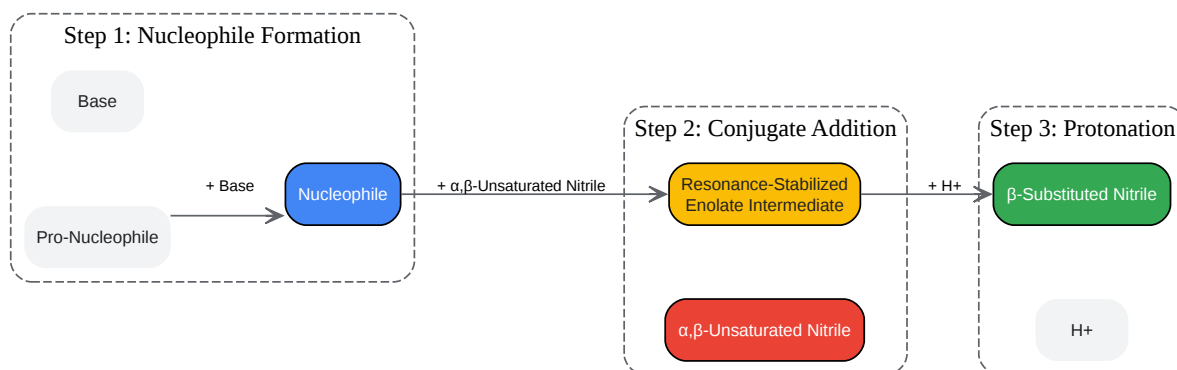 Step 1: Nucleophile Formation
Base
+ Base
Nucleophile
Pro-Nucleophile
+ α,β-Unsaturated Nitrile
Step 2: Conjugate Addition
Resonance-Stabilized
Enolate Intermediate
α,β-Unsaturated Nitrile
+ H+
Step 3: Protonation
β-Substituted Nitrile
H+